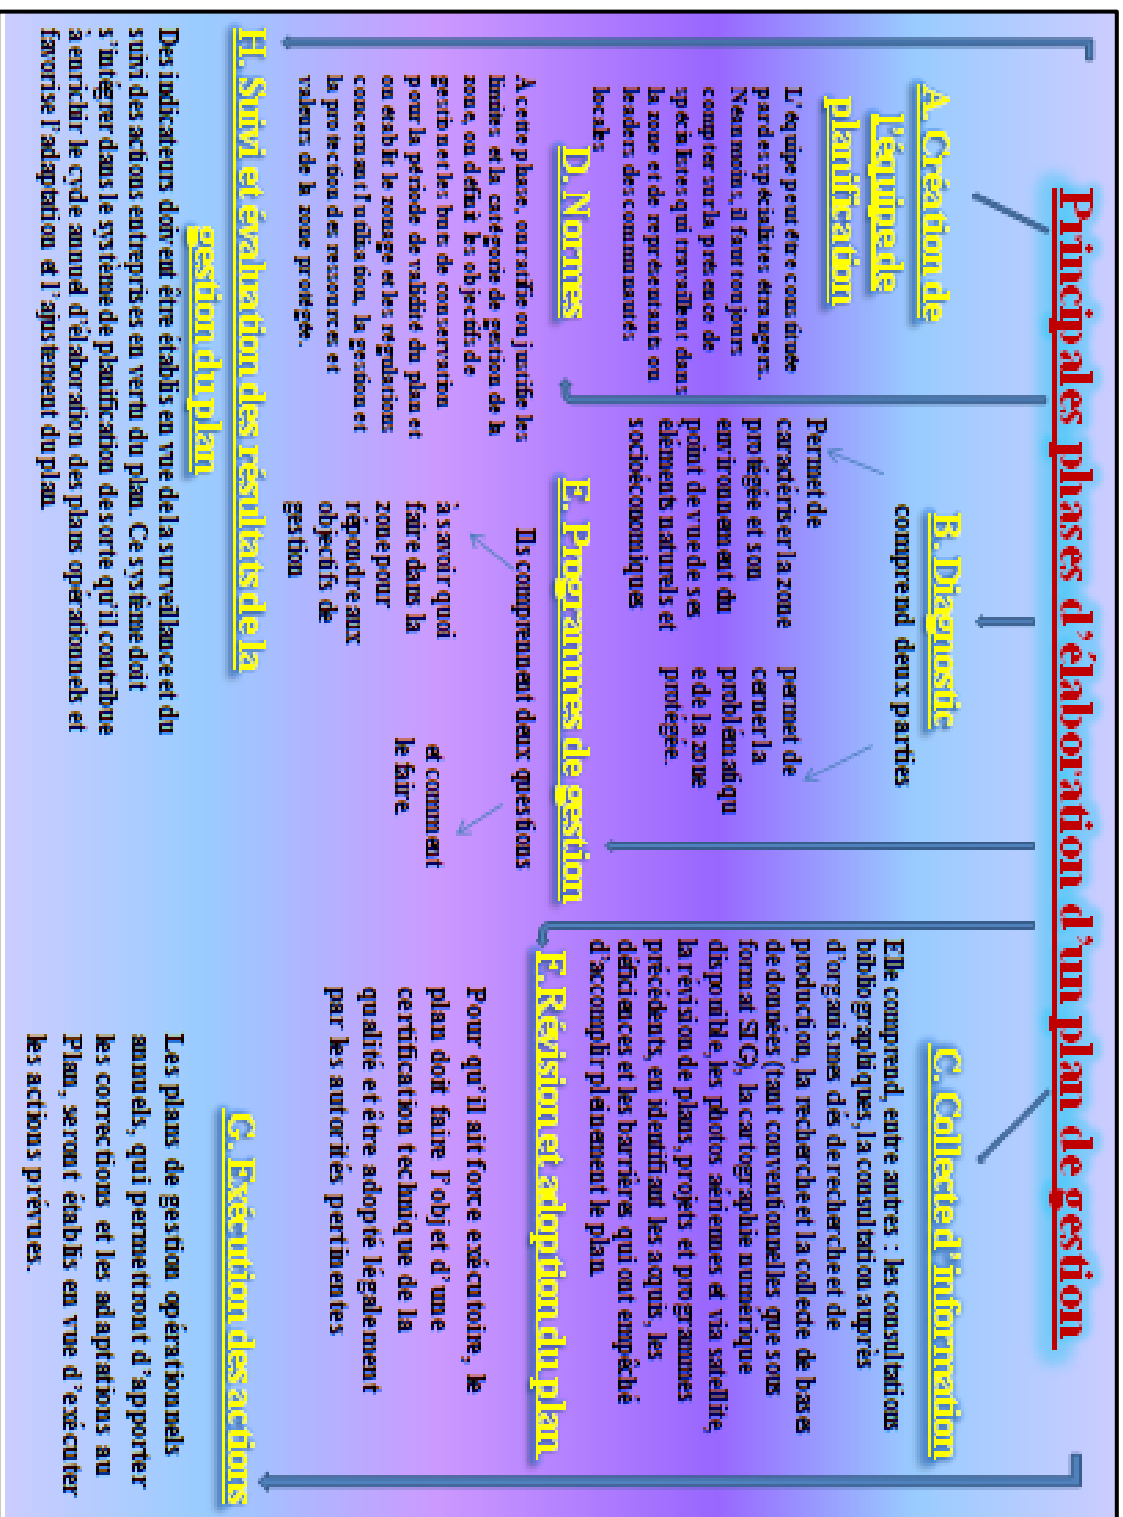 Principales phases d'élaboration d'un plan de gestion
A. Création de
l'équipe de
planification
L'équipe peut être constituée
par des spécialistes étrangers.
Néanmoins, il faut toujours
compter sur la présence de
spécialistes qui travaillent dans
la zone et de représentants ou
leaders des communautés
locales
B. Diagnostic
comprend deux parties
Permet de
caractériser la zone
protégée et son
environnement du
point de vue de ses
éléments naturels et
socioéconomiques
permet de
cerner la
problématiqu
e de la zone
protégée.
C. Collecte d'information
Elle comprend, entre autres : les consultations
bibliographiques, la consultation auprès
d'organismes clés de recherche et de
production, la recherche et la collecte de bases
de données (tant conventionnelles que sous
format SIG), la cartographie numérique
disponible, les photos aériennes et via satellite,
la révision de plans, projets et programmes
précédents, en identifiant les acquis, les
déficiences et les barrières qui ont empêché
d'accomplir pleinement le plan.
D. Normes
A cette phase, on ratifie ou justifie les
limites et la catégorie de gestion de la
zone, on définit les objectifs de
gestion et les buts de conservation
pour la période de validité du plan et
on établit le zonage et les régulations
concernant l'utilisation, la gestion et
la protection des ressources et
valeurs de la zone protégée.
E. Programmes de gestion
Ils comprennent deux questions
à savoir quoi
faire dans la
zone pour
répondre aux
objectifs de
gestion
et comment
le faire
F. Révision et adoption du plan
Pour qu'il ait force exécutoire, le
plan doit faire l'objet d'une
certification technique de la
qualité et être adopté légalement
par les autorités pertinentes
H. Suivi et évaluation des résultats de la
gestion du plan
Des indicateurs doivent être établis en vue de la surveillance et du
suivi des actions entreprises en vertu du plan. Ce système doit
s'intégrer dans le système de planification de sorte qu'il contribue
à enrichir le cycle annuel d'élaboration des plans opérationnels et
favorise l'adaptation et l'ajustement du plan.
G. Exécution des actions
Les plans de gestion opérationnels
annuels, qui permettront d'apporter
les corrections et les adaptations au
Plan, seront établis en vue d'exécuter
les actions prévues.